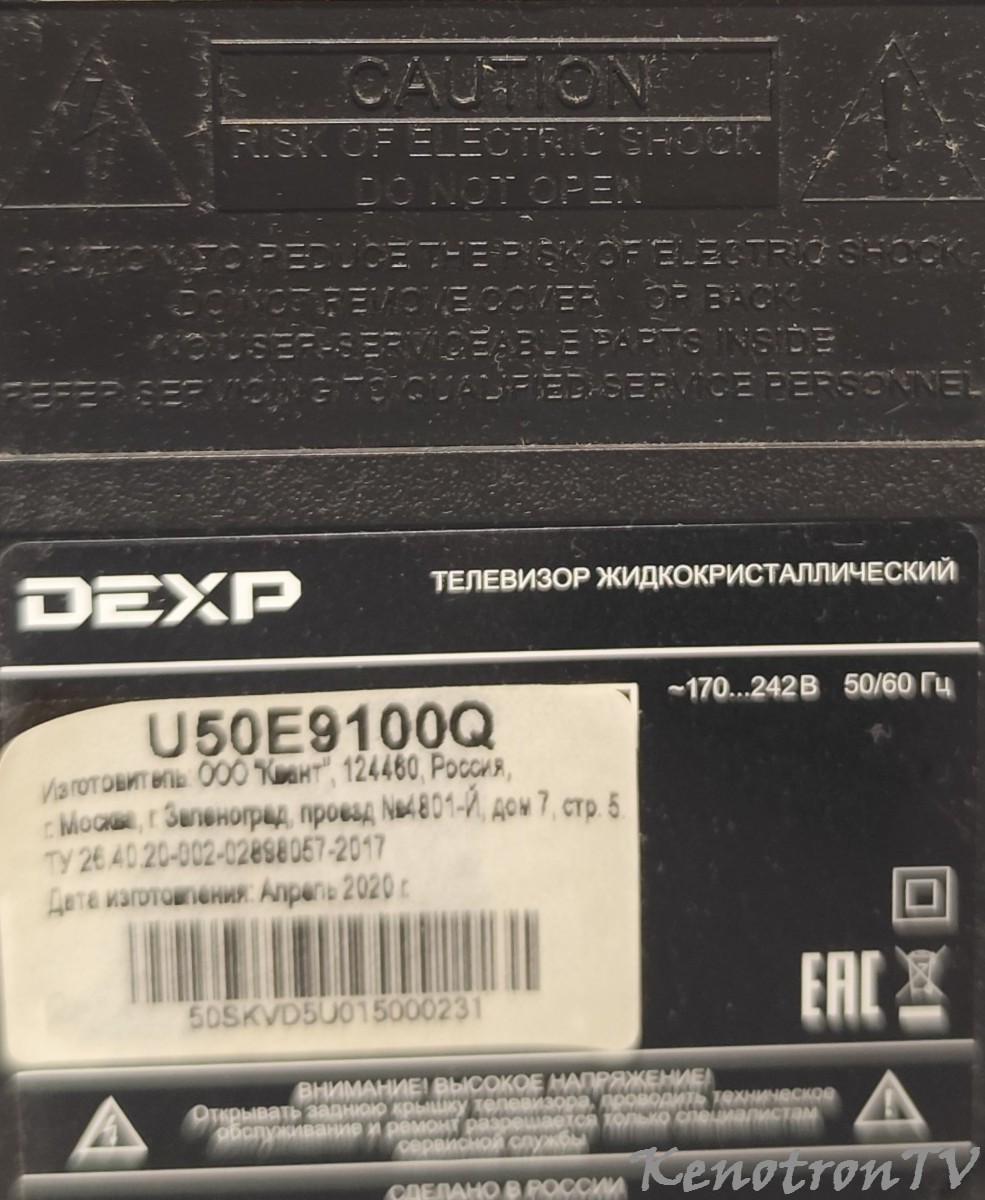 CAUTION
RISK OF ELECTRIC SHOCK
DO NOT OPEN
CAUTION TO REDUCE THE RISK OF ELECTRIC SHOCK
DO NOT REMOVE COVER OR BACK
NO USER-SERVICEABLE PARTS INSIDE
REFER SERVICING TO QUALIFIED SERVICE PERSONNEL
DEXP
ТЕЛЕВИЗОР ЖИДКОКРИСТАЛЛИЧЕСКИЙ
~170...242В 50/60 Гц
U50E9100Q
Изготовитель: ООО "Квант", 124460, Россия,
г. Москва, г. Зеленоград, проезд №4801-Й, дом 7, стр. 5.
ТУ 26.40.20-002-02898057-2017
Дата изготовления: Апрель 2020 г.
50SKVD5U015000231
EAC
ВНИМАНИЕ! ВЫСОКОЕ НАПРЯЖЕНИЕ!
Открывать заднюю крышку телевизора, проводить техническое
обслуживание и ремонт разрешается только специалистам
сервисной службы
СДЕЛАНО В РОССИИ
KenotronTV